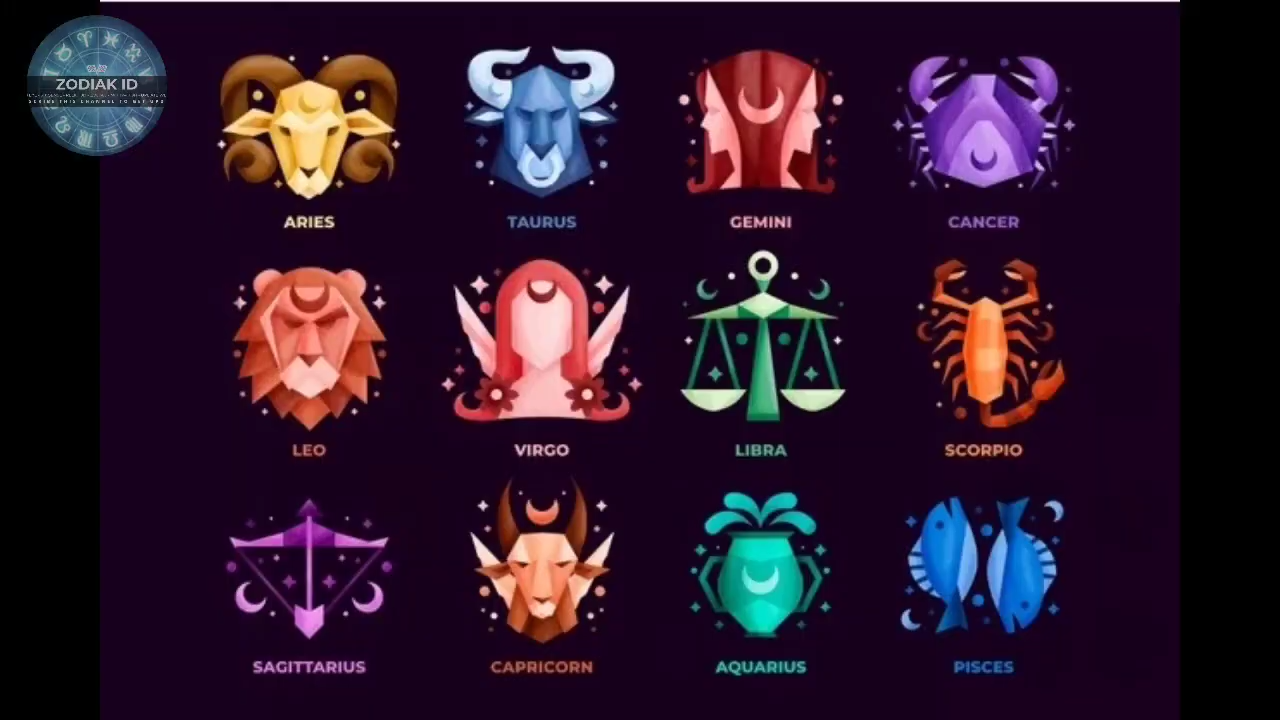 ZODIAK ID
ARIES
TAURUS
GEMINI
CANCER
LEO
VIRGO
LIBRA
SCORPIO
SAGITTARIUS
CAPRICORN
AQUARIUS
PISCES